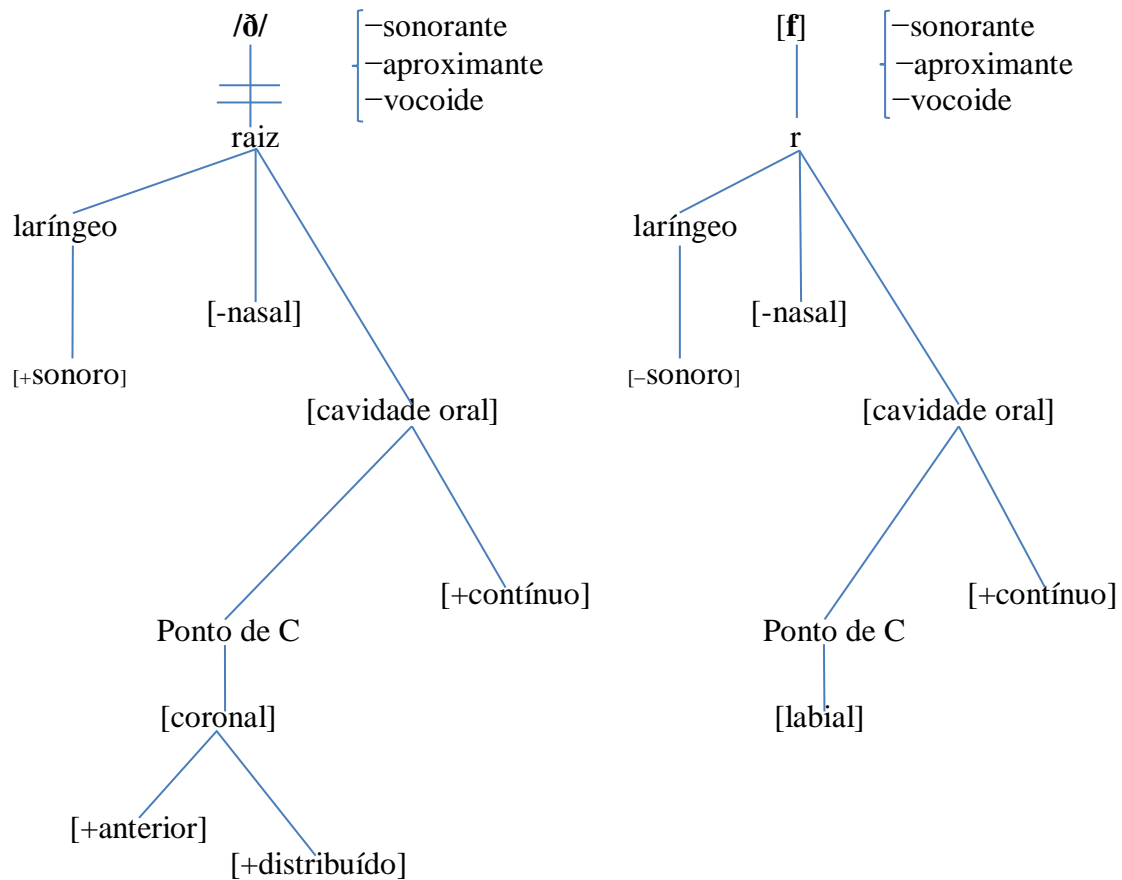 /ð/ −sonorante [f] −sonorante
−aproximante −aproximante
−vocoide −vocoide
raiz r
laríngeo laríngeo
[-nasal] [-nasal]
[+sonoro] [−sonoro]
[cavidade oral] [cavidade oral]
[+contínuo] [+contínuo]
Ponto de C Ponto de C
[coronal] [labial]
[+anterior]
[+distribuído]